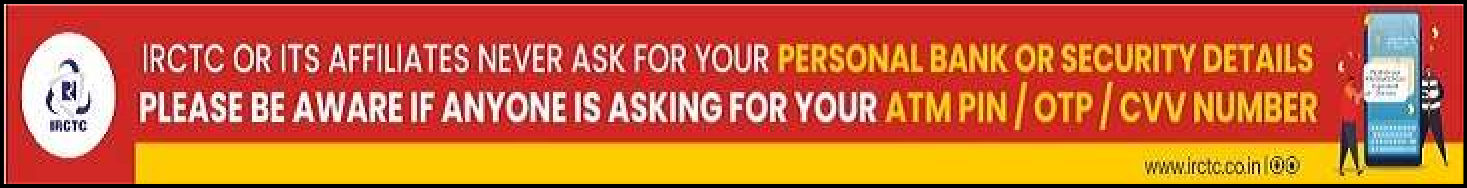 IRCTC OR ITS AFFILIATES NEVER ASK FOR YOUR PERSONAL BANK OR SECURITY DETAILS
PLEASE BE AWARE IF ANYONE IS ASKING FOR YOUR ATM PIN / OTP / CVV NUMBER
IRCTC
www.irctc.co.in